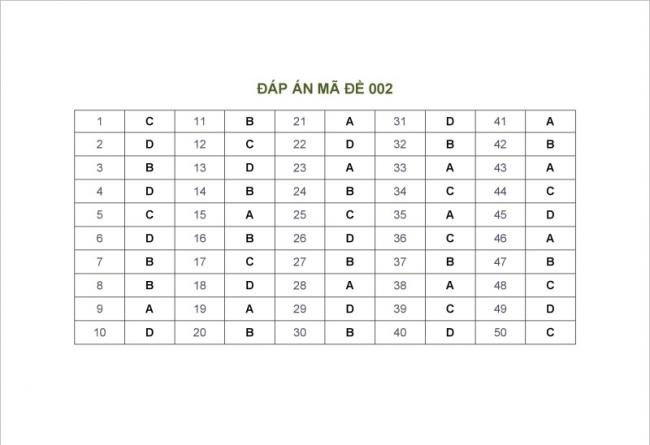 ĐÁP ÁN MÃ ĐỀ 002
1 C 11 B 21 A 31 D 41 A
2 D 12 C 22 D 32 B 42 B
3 B 13 D 23 A 33 A 43 A
4 D 14 B 24 B 34 C 44 C
5 C 15 A 25 C 35 A 45 D
6 D 16 B 26 D 36 C 46 A
7 B 17 C 27 B 37 B 47 B
8 B 18 D 28 A 38 A 48 C
9 A 19 A 29 D 39 C 49 D
10 D 20 B 30 B 40 D 50 C